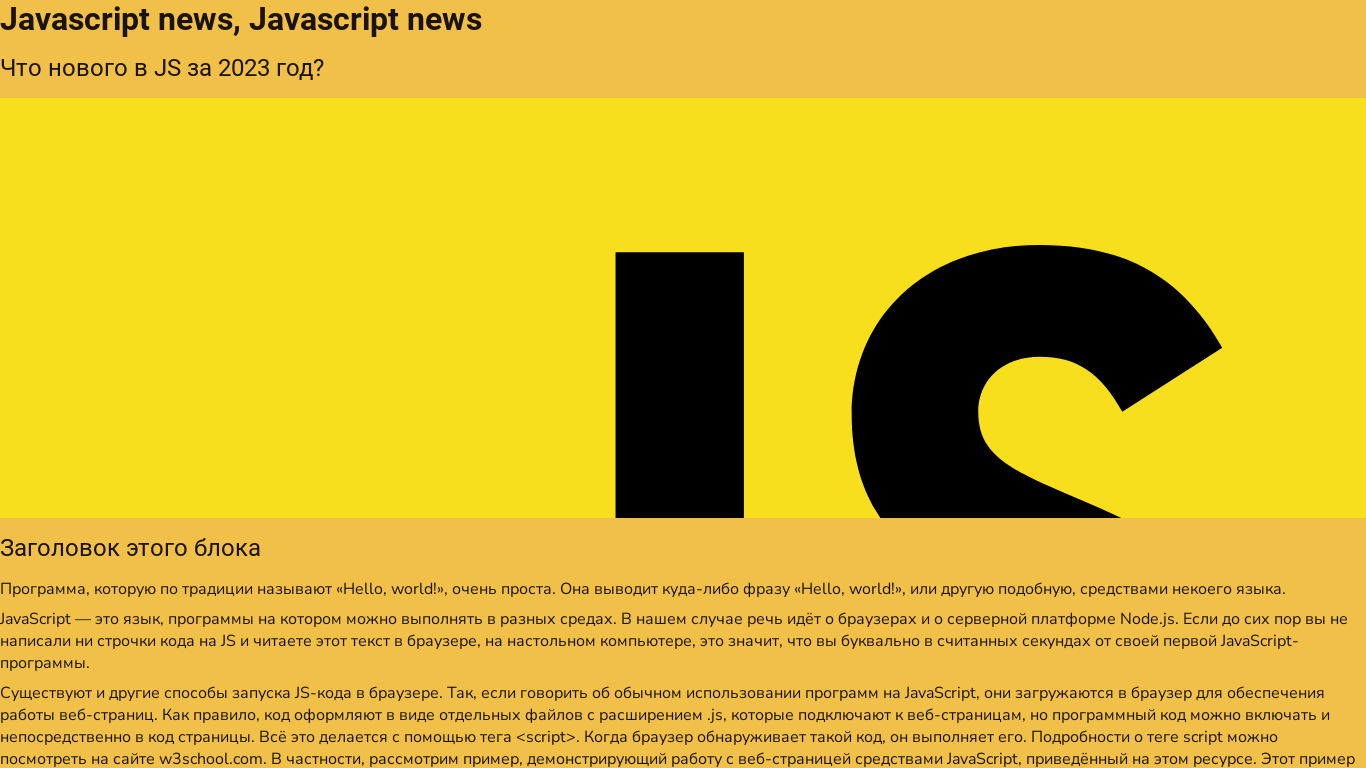 Javascript news, Javascript news
Что нового в JS за 2023 год?
JS
Заголовок этого блока
Программа, которую по традиции называют «Hello, world!», очень проста. Она выводит куда-либо фразу «Hello, world!», или другую подобную, средствами некоего языка.
JavaScript — это язык, программы на котором можно выполнять в разных средах. В нашем случае речь идёт о браузерах и о серверной платформе Node.js. Если до сих пор вы не
написали ни строчки кода на JS и читаете этот текст в браузере, на настольном компьютере, это значит, что вы буквально в считанных секундах от своей первой JavaScript-
программы.
Существуют и другие способы запуска JS-кода в браузере. Так, если говорить об обычном использовании программ на JavaScript, они загружаются в браузер для обеспечения
работы веб-страниц. Как правило, код оформляют в виде отдельных файлов с расширением .js, которые подключают к веб-страницам, но программный код можно включать и
непосредственно в код страницы. Всё это делается с помощью тега <script>. Когда браузер обнаруживает такой код, он выполняет его. Подробности о теге script можно
посмотреть на сайте w3school.com. В частности, рассмотрим пример, демонстрирующий работу с веб-страницей средствами JavaScript, приведённый на этом ресурсе. Этот пример